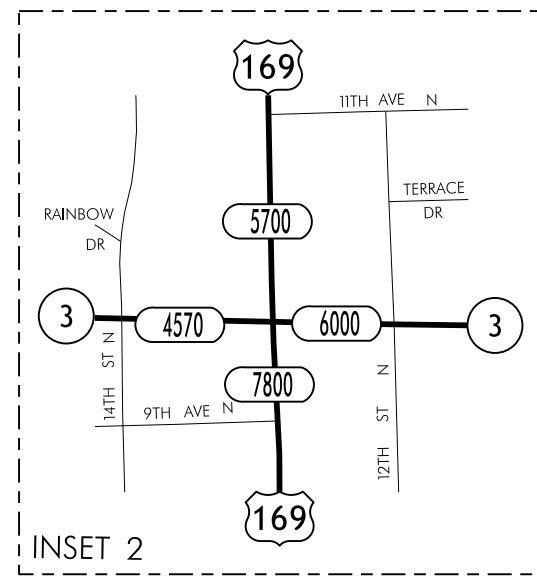 169
11TH AVE N
TERRACE
DR
RAINBOW
DR
5700
3
4570
6000
3
14TH ST N
7800
9TH AVE N
12TH ST N
169
INSET 2